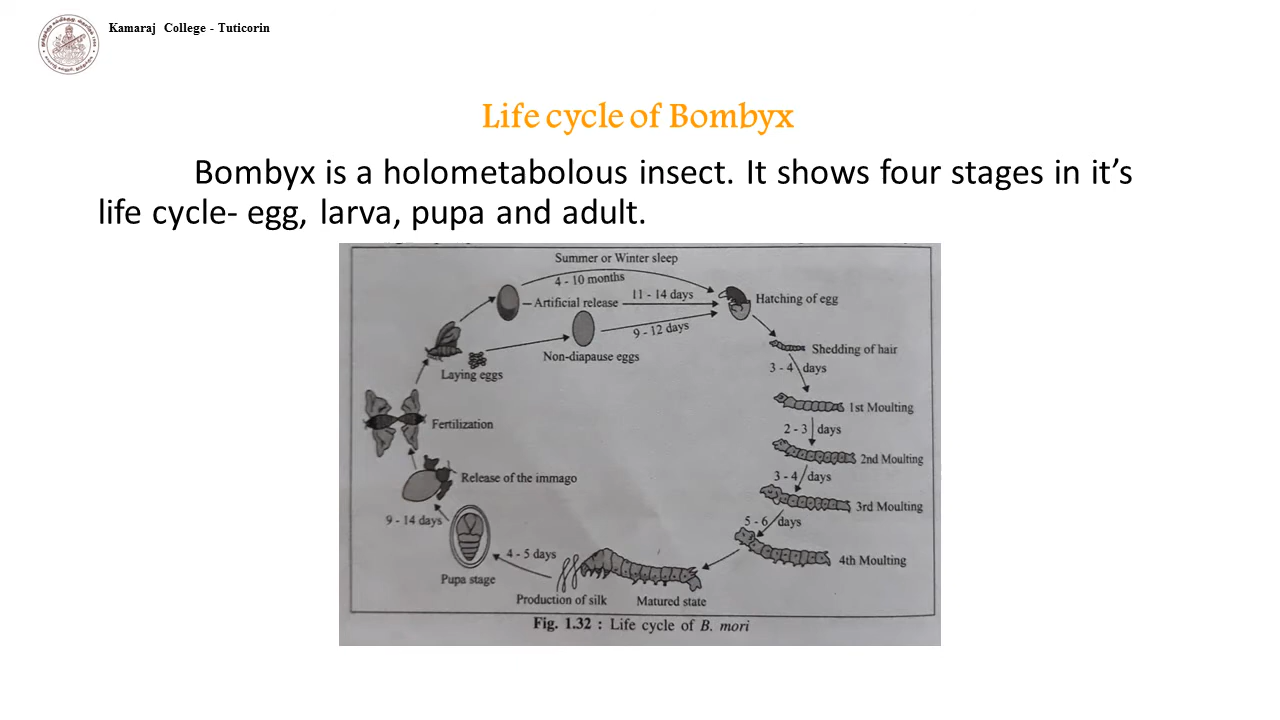 Kamaraj College - Tuticorin
Life cycle of Bombyx
Bombyx is a holometabolous insect. It shows four stages in it’s
life cycle- egg, larva, pupa and adult.
Summer or Winter sleep
4 - 10 months
Artificial release
11 - 14 days
9 - 12 days
Non-diapause eggs
Hatching of egg
Shedding of hair
3 - 4 days
1st Moulting
2 - 3 days
2nd Moulting
3 - 4 days
3rd Moulting
5 - 6 days
4th Moulting
Matured state
Production of silk
4 - 5 days
Pupa stage
9 - 14 days
Release of the immago
Fertilization
Laying eggs
Fig. 1.32 : Life cycle of B. mori